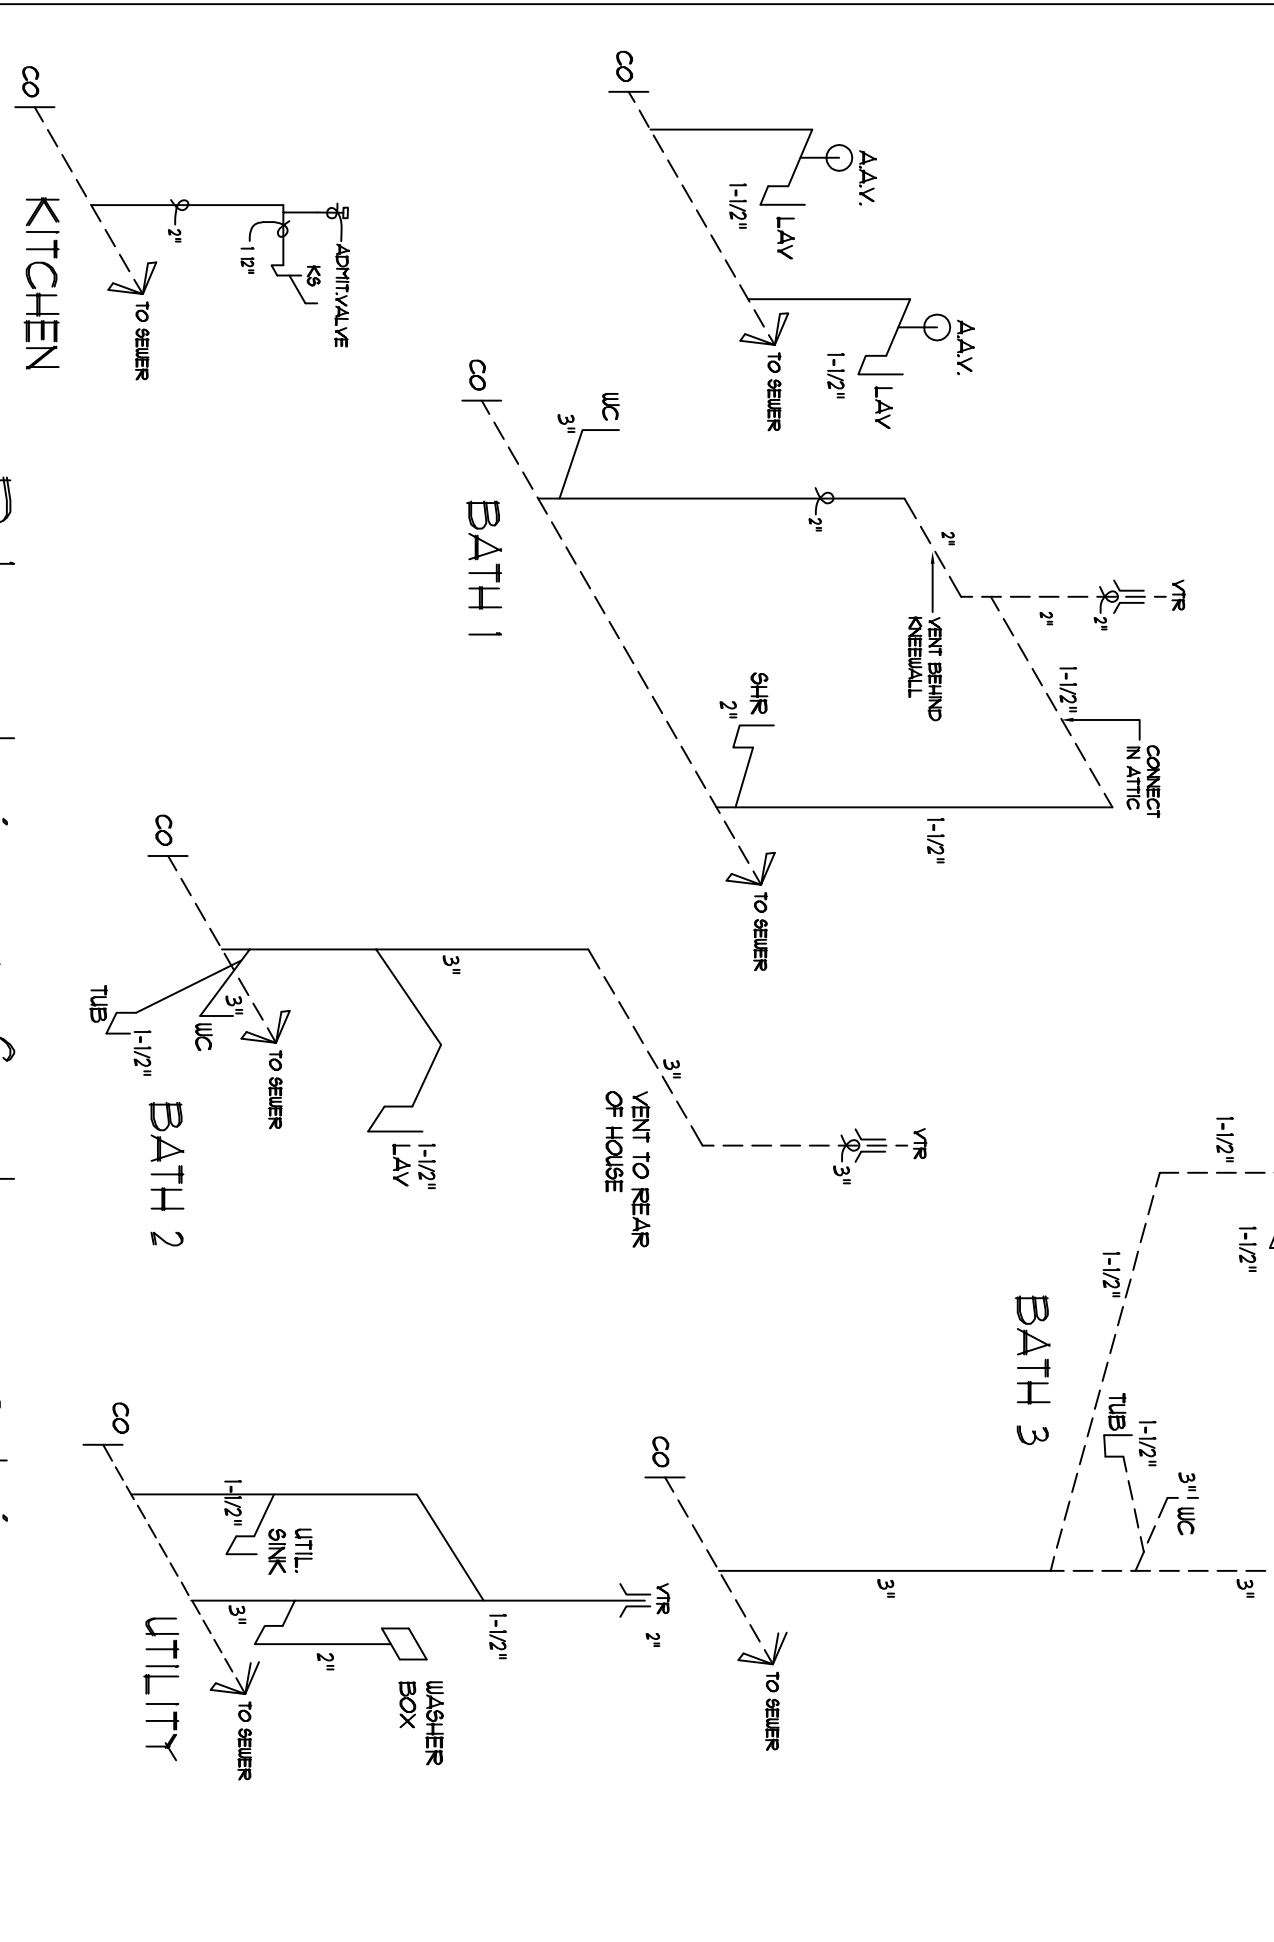 CO
A.A.V.
1-1/2"
LAY
A.A.V.
1-1/2"
LAY
TO SEWER
CO
WC
3"
2"
2"
VENT BEHIND
KNEEWALL
VTR
2"
2"
1-1/2"
CONNECT
IN ATTIC
SHR
2"
1-1/2"
TO SEWER
BATH 1
CO
2"
1 12"
KS
ADMIT.VALVE
TO SEWER
KITCHEN
CO
TUB
1-1/2"
WC
3"
TO SEWER
3"
1-1/2"
LAY
3"
VENT TO REAR
OF HOUSE
VTR
3"
BATH 2
1-1/2"
1-1/2"
1-1/2"
BATH 3
TUB
1-1/2"
3"
WC
3"
3"
CO
TO SEWER
CO
1-1/2"
UTIL.
SINK
3"
2"
1-1/2"
VTR
2"
WASHER
BOX
TO SEWER
UTILITY